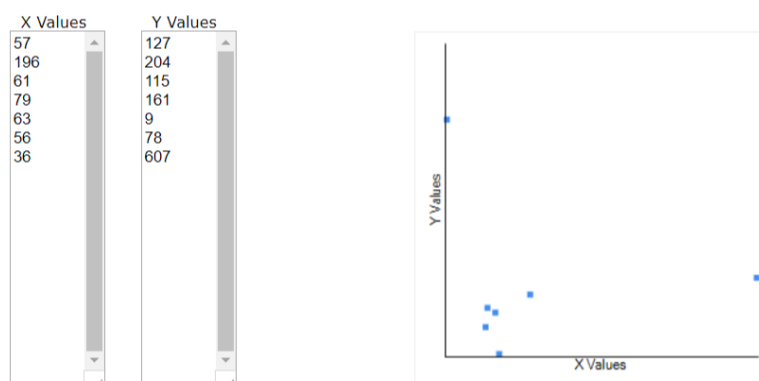 X Values Y Values
57 127
196 204
61 115
79 161
63 9
56 78
36 607
Y Values
X Values